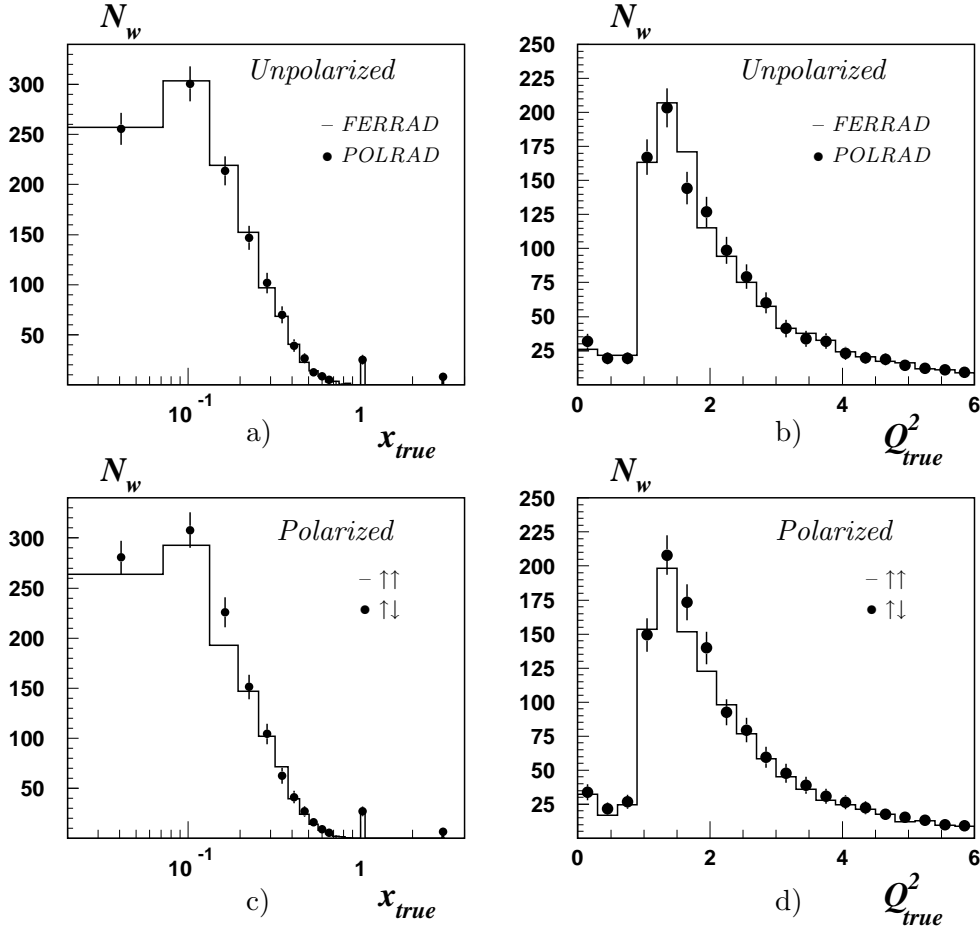 N_w
Unpolarized
– FERRAD
● POLRAD
300
250
200
150
100
50
10^-1
1
x_true
a)
N_w
Unpolarized
– FERRAD
● POLRAD
250
225
200
175
150
125
100
75
50
25
0
2
4
6
Q^2_true
b)
N_w
Polarized
– ↑↑
● ↑↓
300
250
200
150
100
50
10^-1
1
x_true
c)
N_w
Polarized
– ↑↑
● ↑↓
250
225
200
175
150
125
100
75
50
25
0
0
2
4
6
Q^2_true
d)